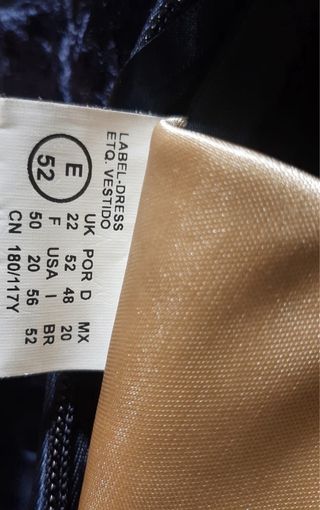 LABEL-DRESS
ETQ. VESTIDO
E
52
UK POR D MX
22 52 48 20
F USA I BR
50 20 56 52
CN 180/117Y